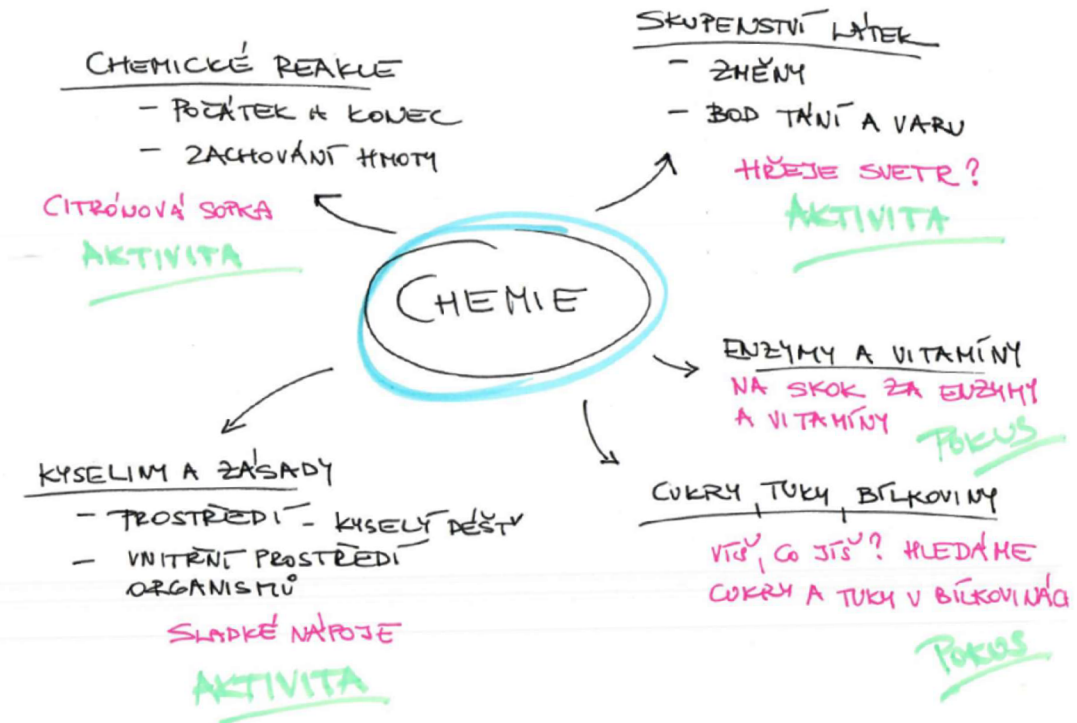 CHEMICKÉ REAKCE
- POČÁTEK A KONEC
- ZACHOVÁNÍ HMOTY
CITRÓNOVÁ SOPKA
AKTIVITA
SKUPENSTVÍ LÁTEK
- ZMĚNY
- BOD TÁNÍ A VARU
HŘEJE SVETR?
AKTIVITA
CHEMIE
ENZYMY A VITAMÍNY
NA SKOK ZA ENZYMY
A VITAMÍNY
POKUS
KYSELINY A ZÁSADY
- PROSTŘEDÍ - KYSELÝ DÉŠŤ
- VNITŘNÍ PROSTŘEDÍ
ORGANISMŮ
SLADKÉ NÁPOJE
AKTIVITA
CUKRY, TUKY, BÍLKOVINY
VÍŠ, CO JÍŠ? HLEDÁME
CUKRY A TUKY V BÍLKOVINÁCH
POKUS